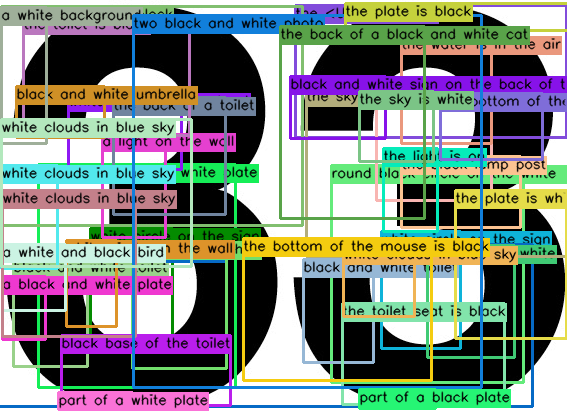 a white background
the toilet is
two black and white photo
the plate is black
the back of a black and white cat
the water is in the air
black and white umbrella
black and white sign on the back of t
the back of a toilet
the sky
the sky is white
bottom of the
white clouds in blue sky
a light on the wall
the light is on
lamp post
white clouds in blue sky
white plate
round
white
white clouds in blue sky
the plate is wh
white circle on the sign
white circle on the sign
a white and black bird
on the wall
the bottom of the mouse is black
sky
white
black and white toilet
black and white toilet
a black and white plate
the toilet seat is black
black base of the toilet
part of a white plate
part of a black plate